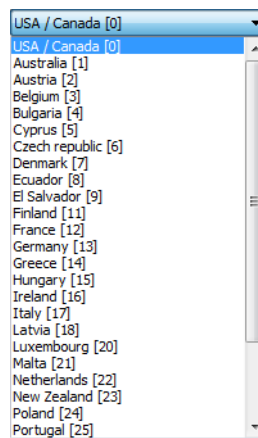 USA / Canada [0]
USA / Canada [0]
Australia [1]
Austria [2]
Belgium [3]
Bulgaria [4]
Cyprus [5]
Czech republic [6]
Denmark [7]
Ecuador [8]
El Salvador [9]
Finland [11]
France [12]
Germany [13]
Greece [14]
Hungary [15]
Ireland [16]
Italy [17]
Latvia [18]
Luxembourg [20]
Malta [21]
Netherlands [22]
New Zealand [23]
Poland [24]
Portugal [25]